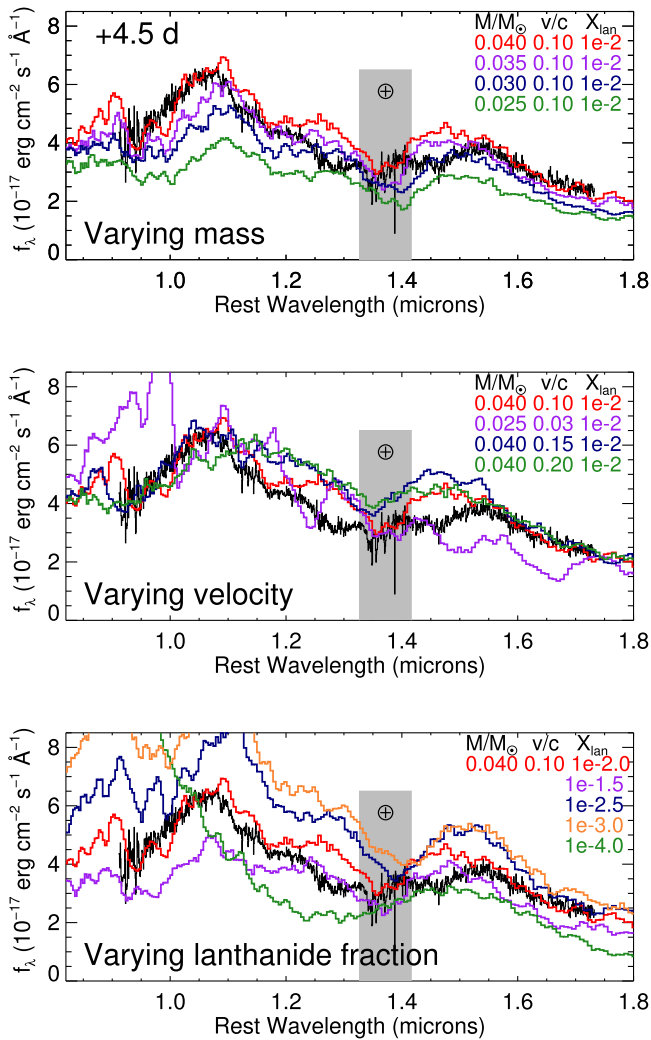 +4.5 d
M/M⊙ v/c Xlan
0.040 0.10 1e-2
0.035 0.10 1e-2
0.030 0.10 1e-2
0.025 0.10 1e-2
⊕
8
6
4
2
0
fλ (10−17 erg cm−2 s−1 Å−1)
Varying mass
1.0 1.2 1.4 1.6 1.8
Rest Wavelength (microns)
M/M⊙ v/c Xlan
0.040 0.10 1e-2
0.025 0.03 1e-2
0.040 0.15 1e-2
0.040 0.20 1e-2
⊕
8
6
4
2
0
fλ (10−17 erg cm−2 s−1 Å−1)
Varying velocity
1.0 1.2 1.4 1.6 1.8
Rest Wavelength (microns)
M/M⊙ v/c Xlan
0.040 0.10 1e-2.0
1e-1.5
1e-2.5
1e-3.0
1e-4.0
⊕
8
6
4
2
0
fλ (10−17 erg cm−2 s−1 Å−1)
Varying lanthanide fraction
1.0 1.2 1.4 1.6 1.8
Rest Wavelength (microns)